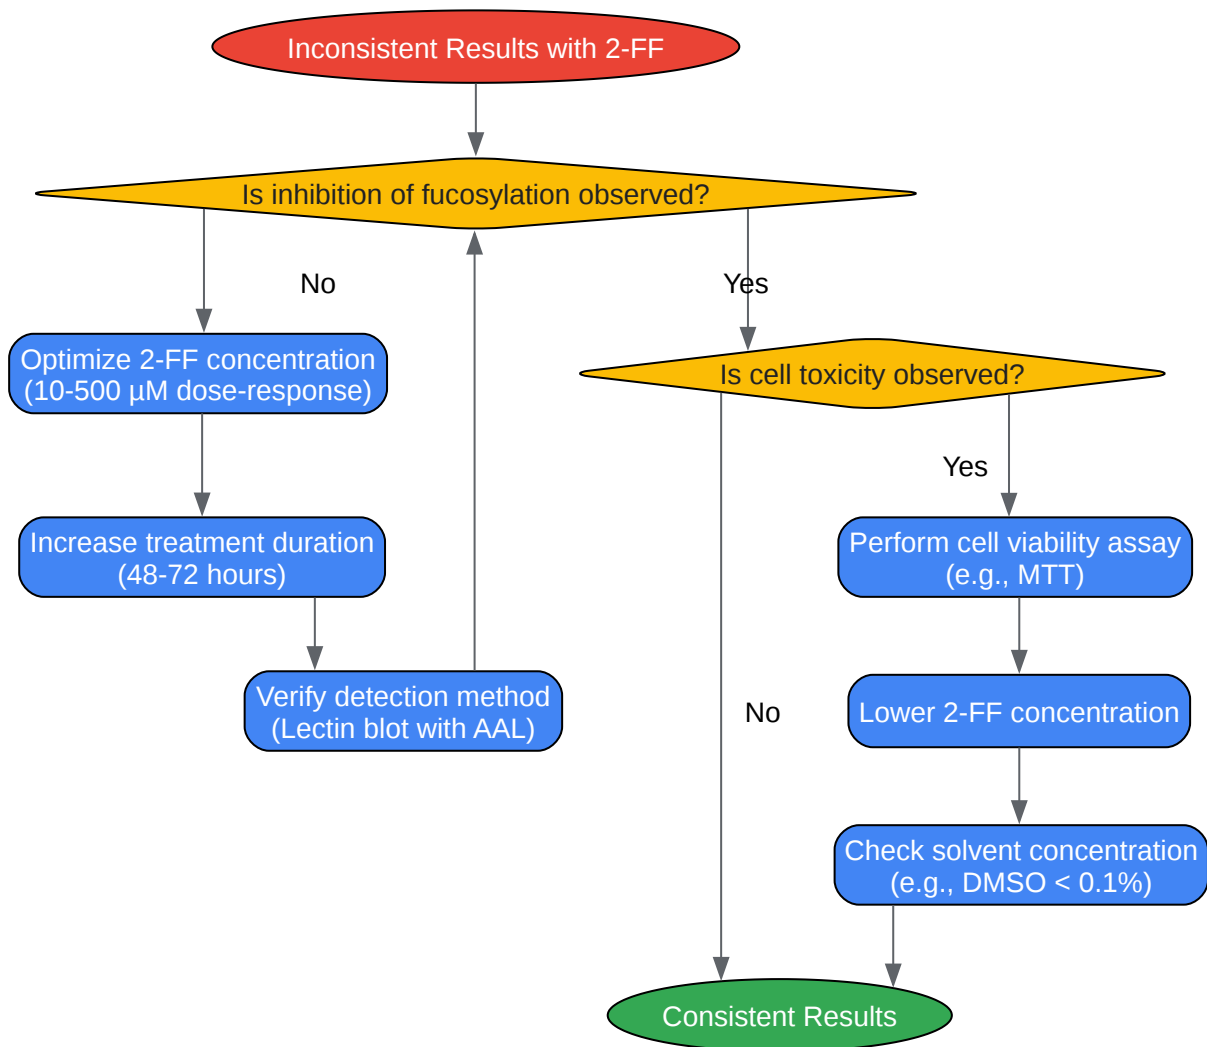 Inconsistent Results with 2-FF
Is inhibition of fucosylation observed?
No
Yes
Optimize 2-FF concentration
(10-500 µM dose-response)
Is cell toxicity observed?
Yes
Increase treatment duration
(48-72 hours)
Perform cell viability assay
(e.g., MTT)
Verify detection method
(Lectin blot with AAL)
No
Lower 2-FF concentration
Check solvent concentration
(e.g., DMSO < 0.1%)
Consistent Results